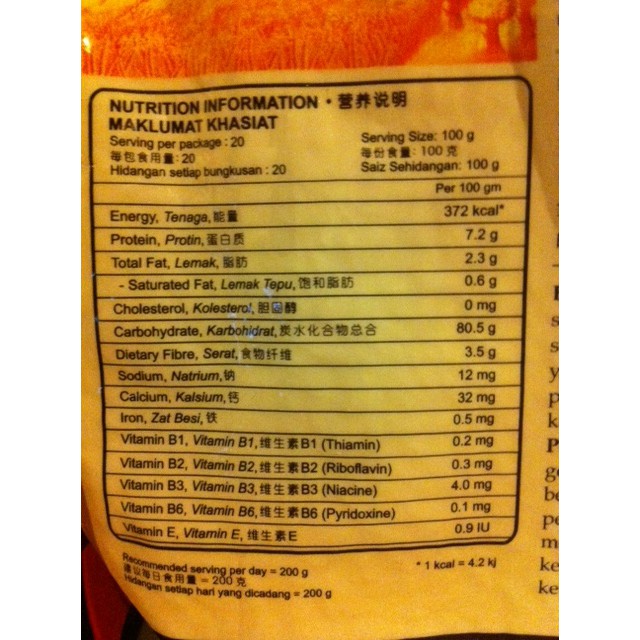 NUTRITION INFORMATION • 营养说明
MAKLUMAT KHASIAT
Serving per package : 20
每包食用量 : 20
Hidangan setiap bungkusan : 20
Serving Size: 100 g
每份食量: 100 克
Saiz Sehidangan: 100 g
Per 100 gm
Energy, Tenaga, 能量 372 kcal*
Protein, Protin, 蛋白质 7.2 g
Total Fat, Lemak, 脂肪 2.3 g
- Saturated Fat, Lemak Tepu, 饱和脂肪 0.6 g
Cholesterol, Kolesterol, 胆固醇 0 mg
Carbohydrate, Karbohidrat, 炭水化合物总合 80.5 g
Dietary Fibre, Serat, 食物纤维 3.5 g
Sodium, Natrium, 钠 12 mg
Calcium, Kalsium, 钙 32 mg
Iron, Zat Besi, 铁 0.5 mg
Vitamin B1, Vitamin B1, 维生素B1 (Thiamin) 0.2 mg
Vitamin B2, Vitamin B2, 维生素B2 (Riboflavin) 0.3 mg
Vitamin B3, Vitamin B3, 维生素B3 (Niacine) 4.0 mg
Vitamin B6, Vitamin B6, 维生素B6 (Pyridoxine) 0.1 mg
Vitamin E, Vitamin E, 维生素E 0.9 IU
Recommended serving per day = 200 g
建议每日食用量 = 200 克
Hidangan setiap hari yang dicadang = 200 g
* 1 kcal = 4.2 kj